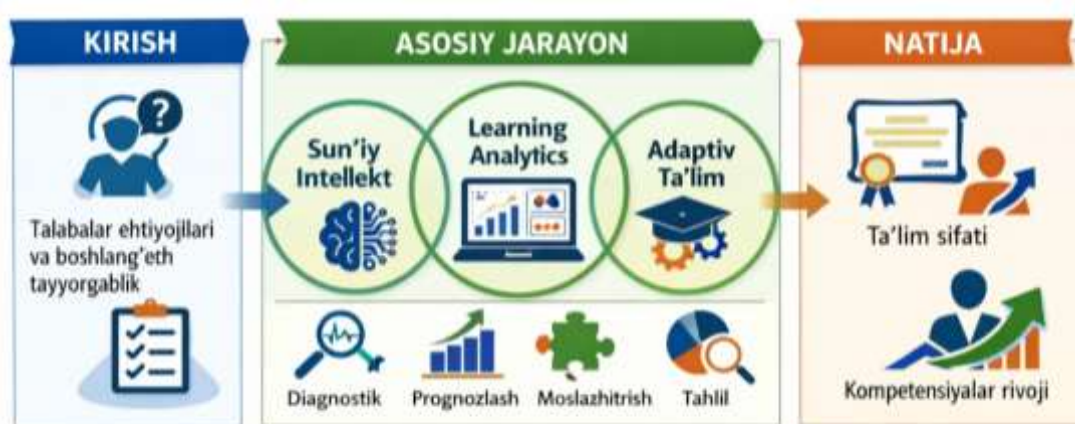 KIRISH
ASOSIY JARAYON
NATIJA
?
Talabalar ehtiyojllari
va boshlang'eth
tayyorgablik
Sun'iy
Intellekt
Learning
Analytics
Adaptiv
Ta'lim
Diagnostik
Prognozlash
Moslazhitrish
Tahlil
Ta'lim sifati
Kompetensiyalar rivoji